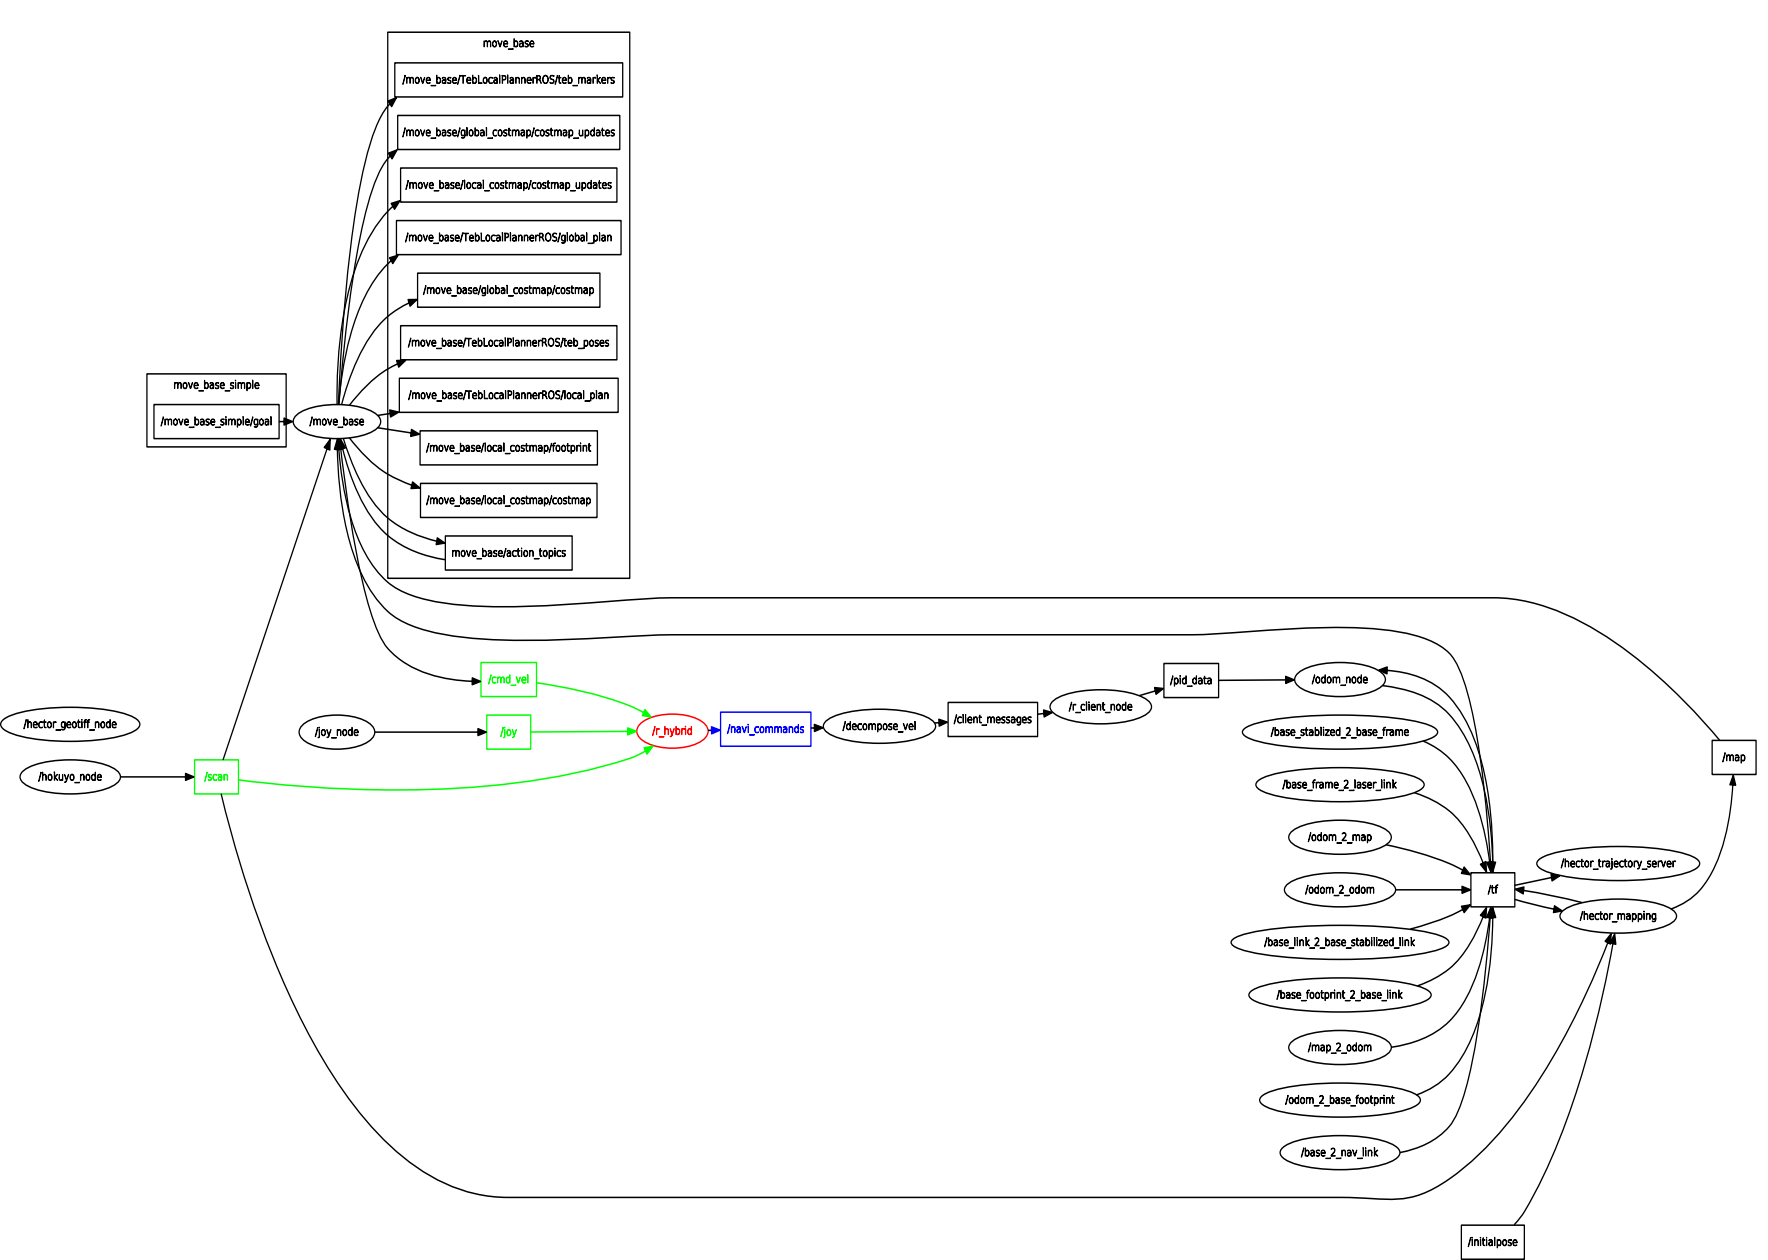 move_base
/move_base/TebLocalPlannerROS/teb_markers
/move_base/global_costmap/costmap_updates
/move_base/local_costmap/costmap_updates
/move_base/TebLocalPlannerROS/global_plan
/move_base/global_costmap/costmap
/move_base/TebLocalPlannerROS/teb_poses
move_base_simple
/move_base_simple/goal
/move_base
/move_base/TebLocalPlannerROS/local_plan
/move_base/local_costmap/footprint
/move_base/local_costmap/costmap
move_base/action_topics
/hector_geotiff_node
/hokuyo_node
/scan
/joy_node
/cmd_vel
/joy
/r_hybrid
/navi_commands
/decompose_vel
/client_messages
/r_client_node
/pid_data
/odom_node
/base_stablized_2_base_frame
/base_frame_2_laser_link
/odom_2_map
/odom_2_odom
/base_link_2_base_stabilized_link
/base_footprint_2_base_link
/map_2_odom
/odom_2_base_footprint
/base_2_nav_link
/tf
/hector_trajectory_server
/hector_mapping
/map
/initialpose